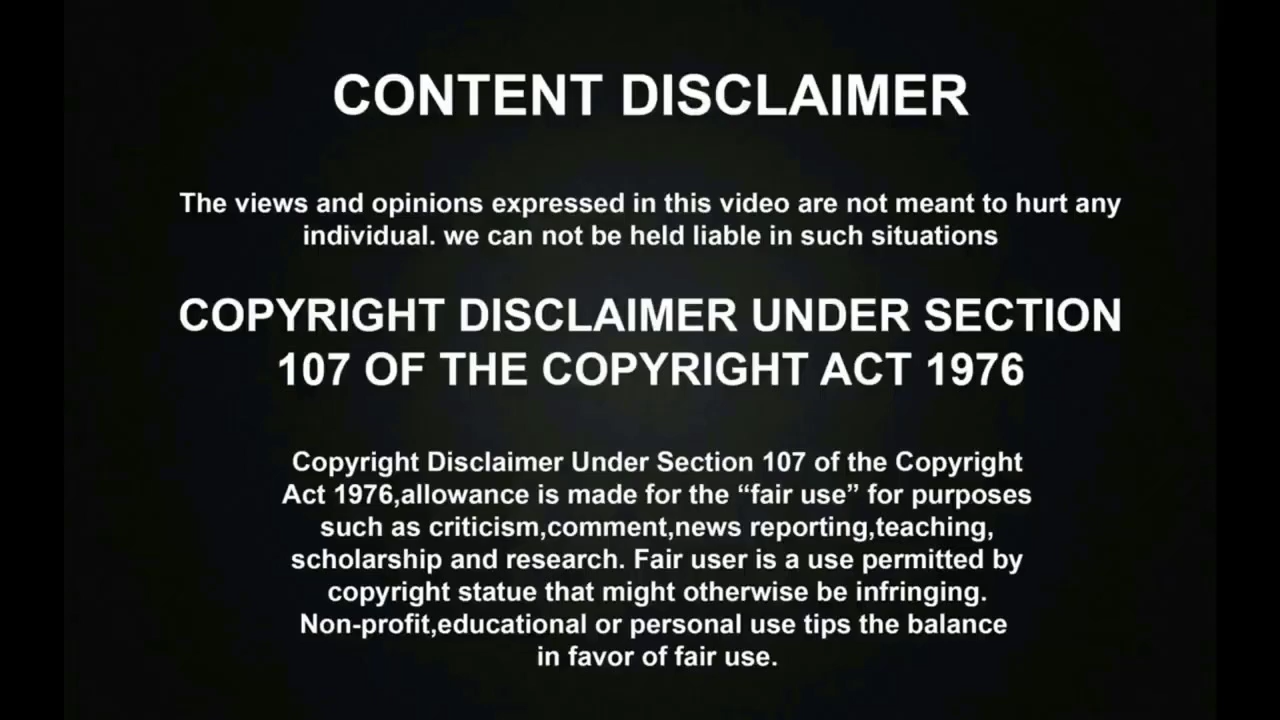 CONTENT DISCLAIMER
The views and opinions expressed in this video are not meant to hurt any
individual. we can not be held liable in such situations
COPYRIGHT DISCLAIMER UNDER SECTION
107 OF THE COPYRIGHT ACT 1976
Copyright Disclaimer Under Section 107 of the Copyright
Act 1976,allowance is made for the “fair use” for purposes
such as criticism,comment,news reporting,teaching,
scholarship and research. Fair user is a use permitted by
copyright statue that might otherwise be infringing.
Non-profit,educational or personal use tips the balance
in favor of fair use.